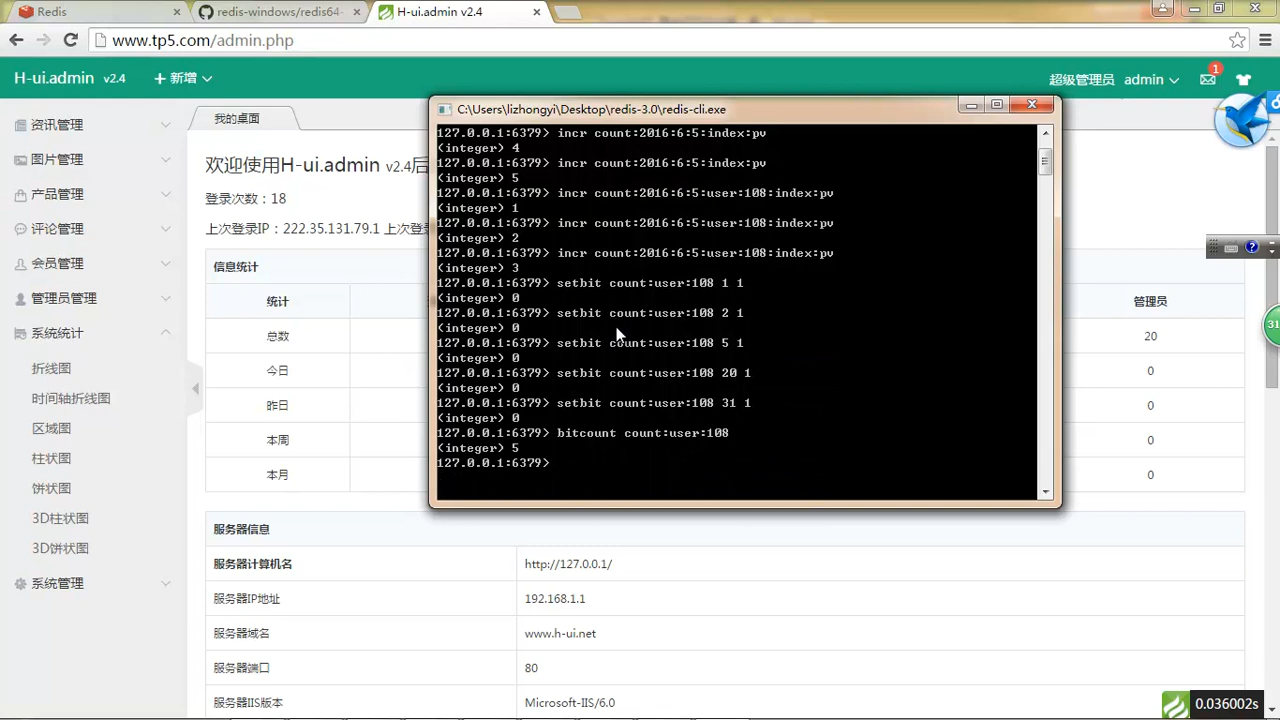 Redis
redis-windows/redis64-
H-ui.admin v2.4
www.tp5.com/admin.php
H-ui.admin v2.4
新增
超级管理员 admin
1
资讯管理
图片管理
产品管理
评论管理
会员管理
管理员管理
系统统计
折线图
时间轴折线图
区域图
柱状图
饼状图
3D柱状图
3D饼状图
系统管理
我的桌面
欢迎使用H-ui.admin v2.4后
登录次数：18
上次登录IP：222.35.131.79.1 上次登
信息统计
统计
管理员
总数
20
今日
0
昨日
0
本周
0
本月
0
服务器信息
服务器计算机名
http://127.0.0.1/
服务器IP地址
192.168.1.1
服务器域名
www.h-ui.net
服务器端口
80
服务器IIS版本
Microsoft-IIS/6.0
C:\Users\lizhongyi\Desktop\redis-3.0\redis-cli.exe
127.0.0.1:6379> incr count:2016:6:5:index:pv
(integer) 4
127.0.0.1:6379> incr count:2016:6:5:index:pv
(integer) 5
127.0.0.1:6379> incr count:2016:6:5:user:108:index:pv
(integer) 1
127.0.0.1:6379> incr count:2016:6:5:user:108:index:pv
(integer) 2
127.0.0.1:6379> incr count:2016:6:5:user:108:index:pv
(integer) 3
127.0.0.1:6379> setbit count:user:108 1 1
(integer) 0
127.0.0.1:6379> setbit count:user:108 2 1
(integer) 0
127.0.0.1:6379> setbit count:user:108 5 1
(integer) 0
127.0.0.1:6379> setbit count:user:108 20 1
(integer) 0
127.0.0.1:6379> setbit count:user:108 31 1
(integer) 0
127.0.0.1:6379> bitcount count:user:108
(integer) 5
127.0.0.1:6379>
31
0.036002s